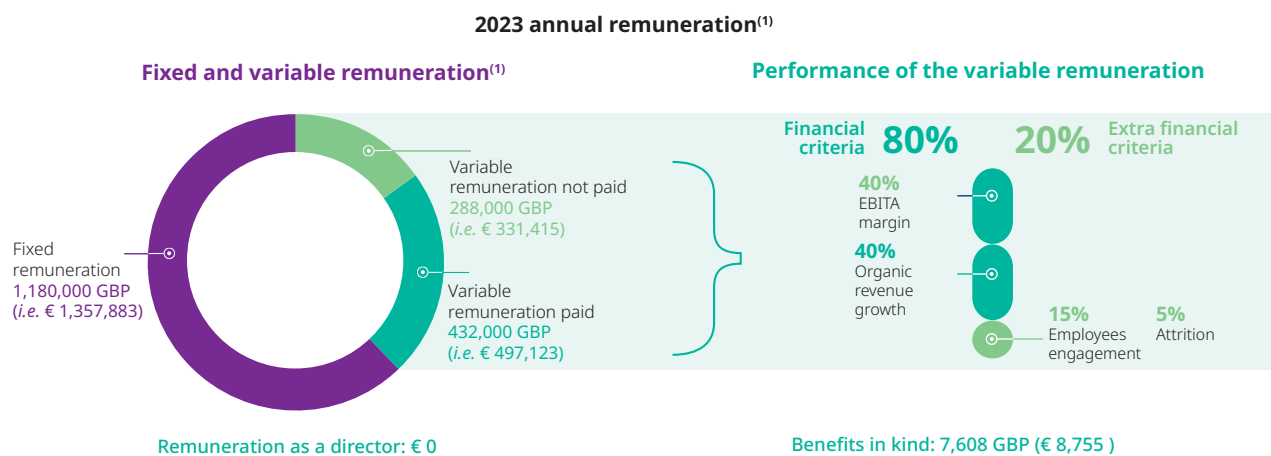 2023 annual remuneration(1)
Fixed and variable remuneration(1)
Fixed
remuneration
1,180,000 GBP
(i.e. € 1,357,883)
Variable
remuneration not paid
288,000 GBP
(i.e. € 331,415)
Variable
remuneration paid
432,000 GBP
(i.e. € 497,123)
Remuneration as a director: € 0
Performance of the variable remuneration
Financial
criteria
80%
20%
Extra financial
criteria
40%
EBITA
margin
40%
Organic
revenue
growth
15%
Employees
engagement
5%
Attrition
Benefits in kind: 7,608 GBP (€ 8,755 )